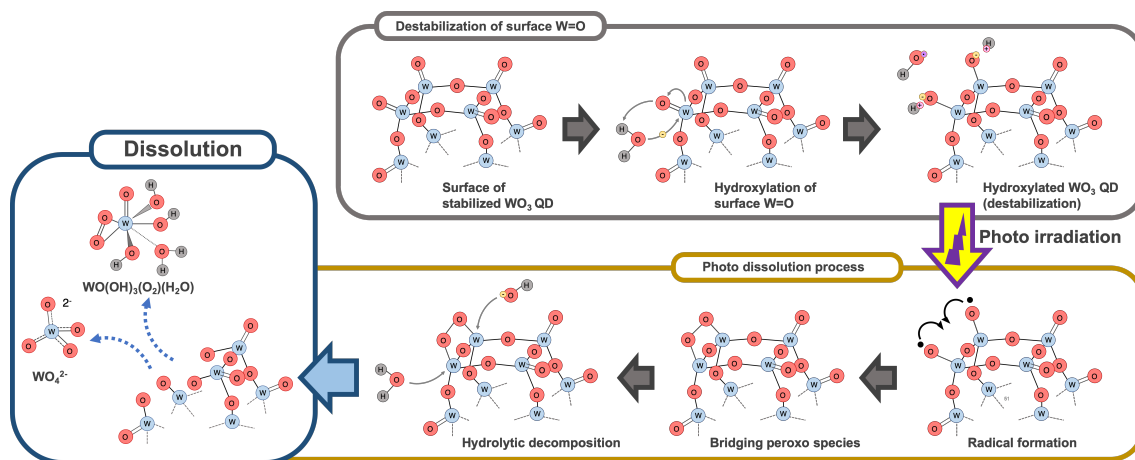 Destabilization of surface W=O
Surface of
stabilized WO₃ QD
Hydroxylation of
surface W=O
Hydroxylated WO₃ QD
(destabilization)
Photo irradiation
Photo dissolution process
Radical formation
Bridging peroxo species
Hydrolytic decomposition
Dissolution
WO(OH)₃(O₂)(H₂O)
2-
WO₄²⁻